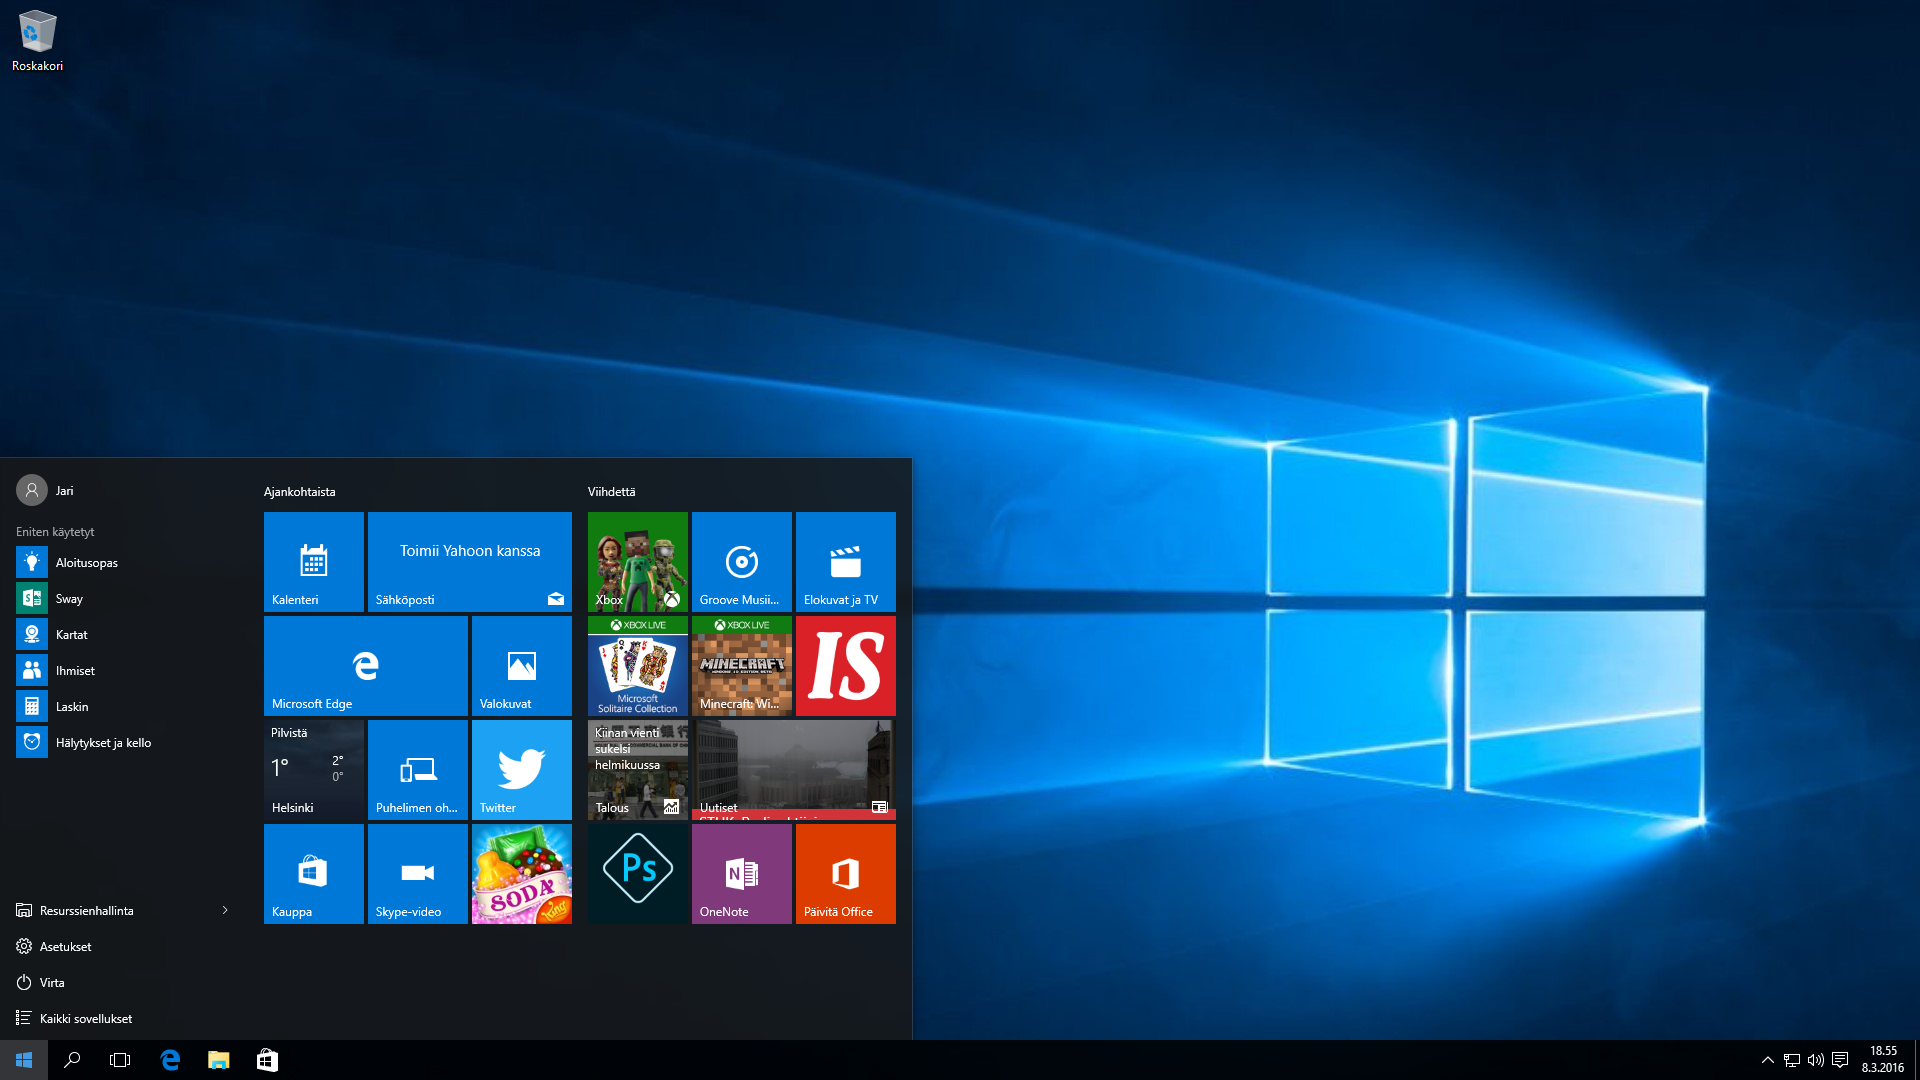 Roskakori
Jari
Eniten käytetyt
Aloitusopas
Sway
Kartat
Ihmiset
Laskin
Hälytykset ja kello
Resurssienhallinta
Asetukset
Virta
Kaikki sovellukset
Ajankohtaista
Kalenteri
Toimii Yahoon kanssa
Sähköposti
Microsoft Edge
Valokuvat
Pilvistä
1°
2°
0°
Helsinki
Puhelimen oh...
Twitter
Kauppa
Skype-video
SODA
King
Viihdettä
Xbox
Groove Musii...
Elokuvat ja TV
XBOX LIVE
Microsoft
Solitaire Collection
XBOX LIVE
MINECRAFT
Minecraft: Wi...
IS
Kiinan vienti
sukelsi
helmikuussa
Talous
Uutiset
Ps
N
OneNote
Päivitä Office
18.55
8.3.2016